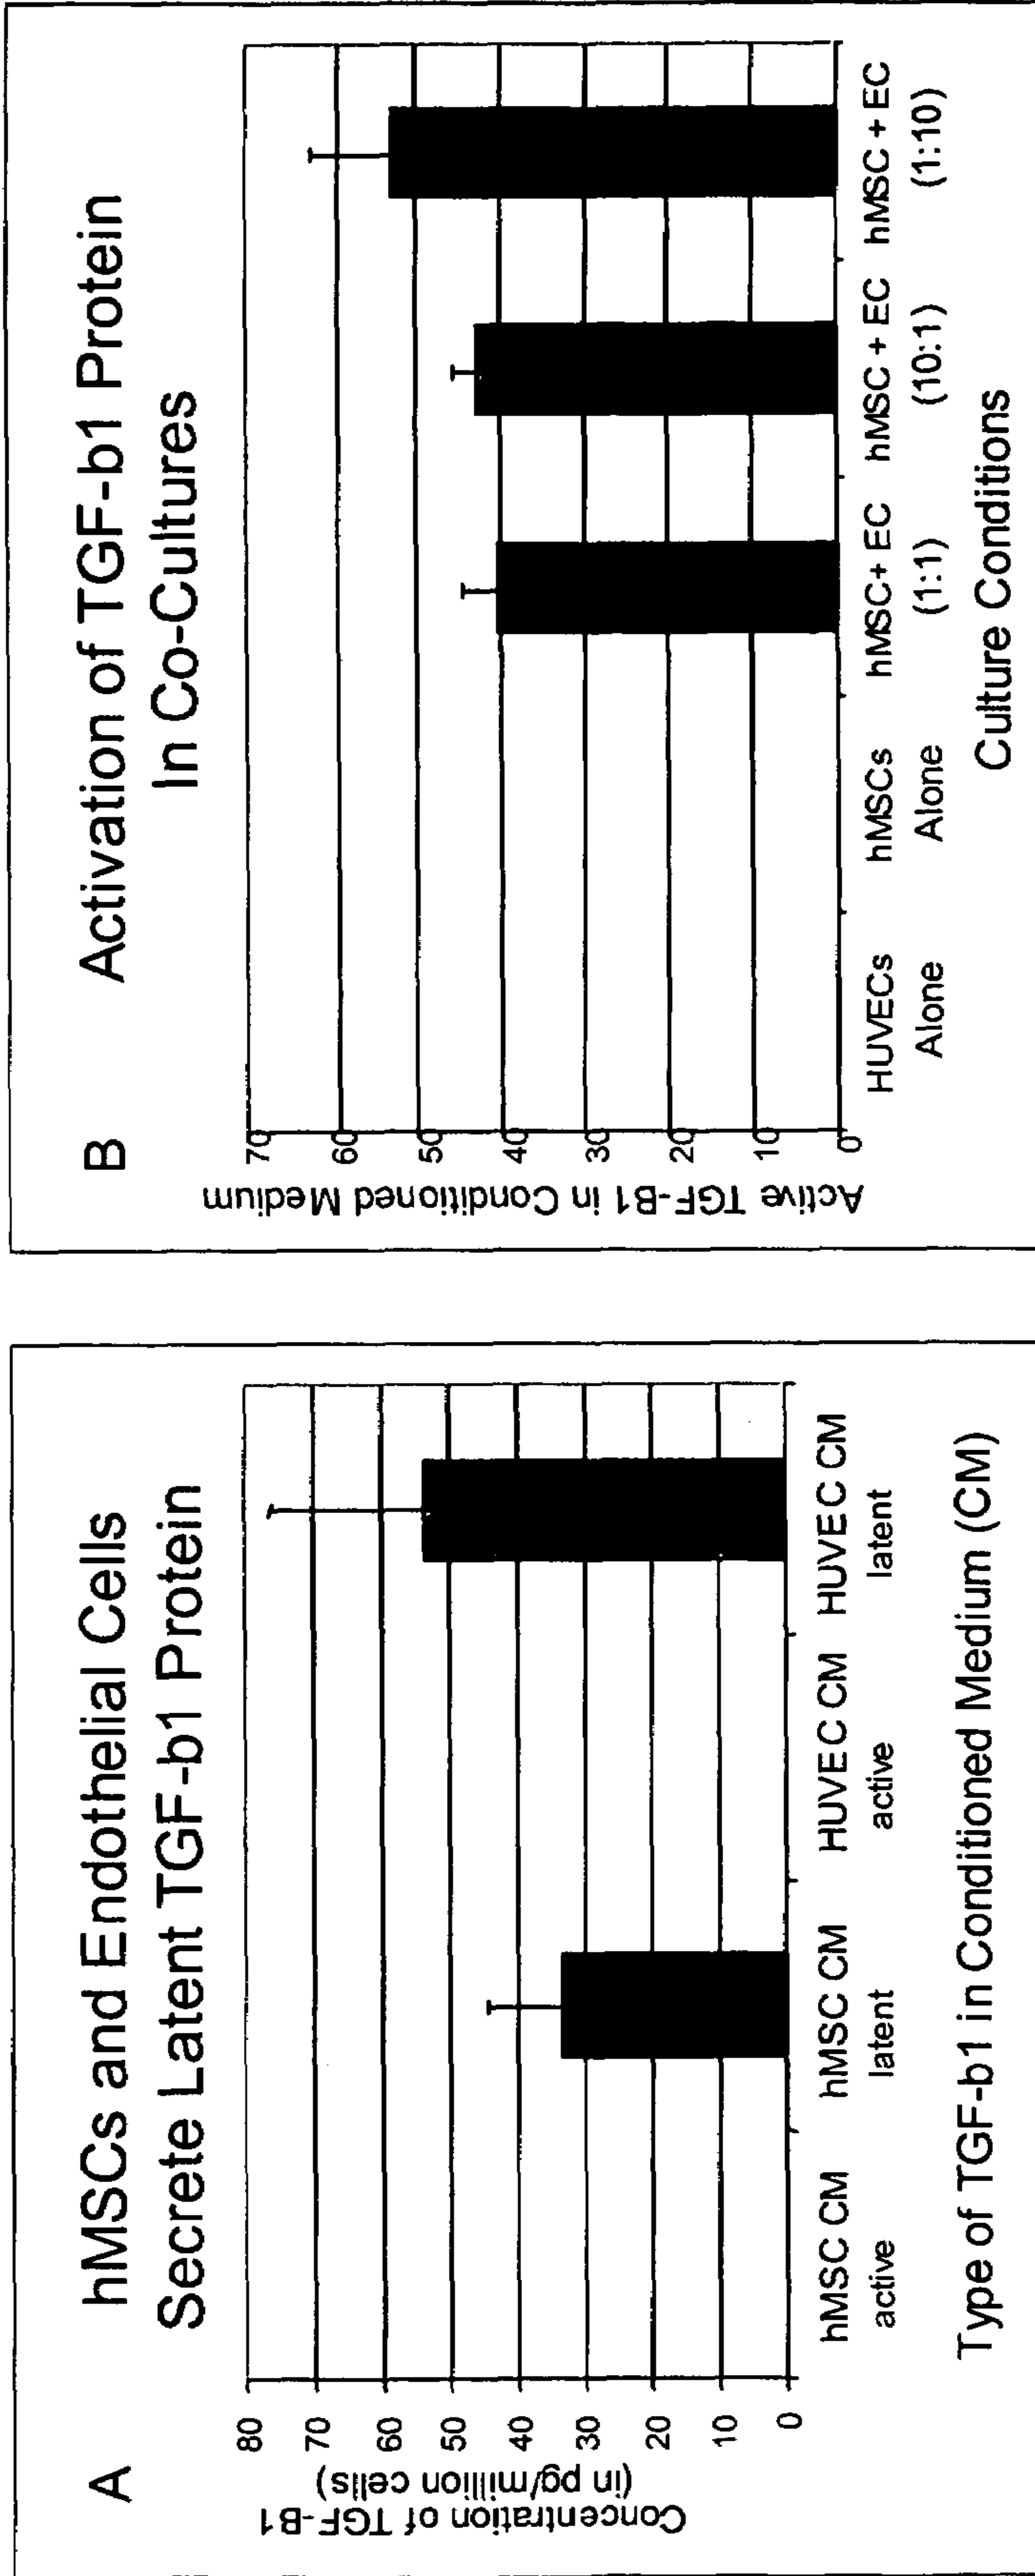 A
hMSCs and Endothelial Cells
Secrete Latent TGF-b1 Protein
Concentration of TGF-B1
(in pg/million cells)
80
70
60
50
40
30
20
10
0
hMSC CM
active
hMSC CM
latent
HUVEC CM
active
HUVEC CM
latent
Type of TGF-b1 in Conditioned Medium (CM)
B
Activation of TGF-b1 Protein
In Co-Cultures
Active TGF-B1 in Conditioned Medium
70
60
50
40
30
20
10
0
HUVECs
Alone
hMSCs
Alone
hMSC+ EC
(1:1)
hMSC + EC
(10:1)
hMSC + EC
(1:10)
Culture Conditions